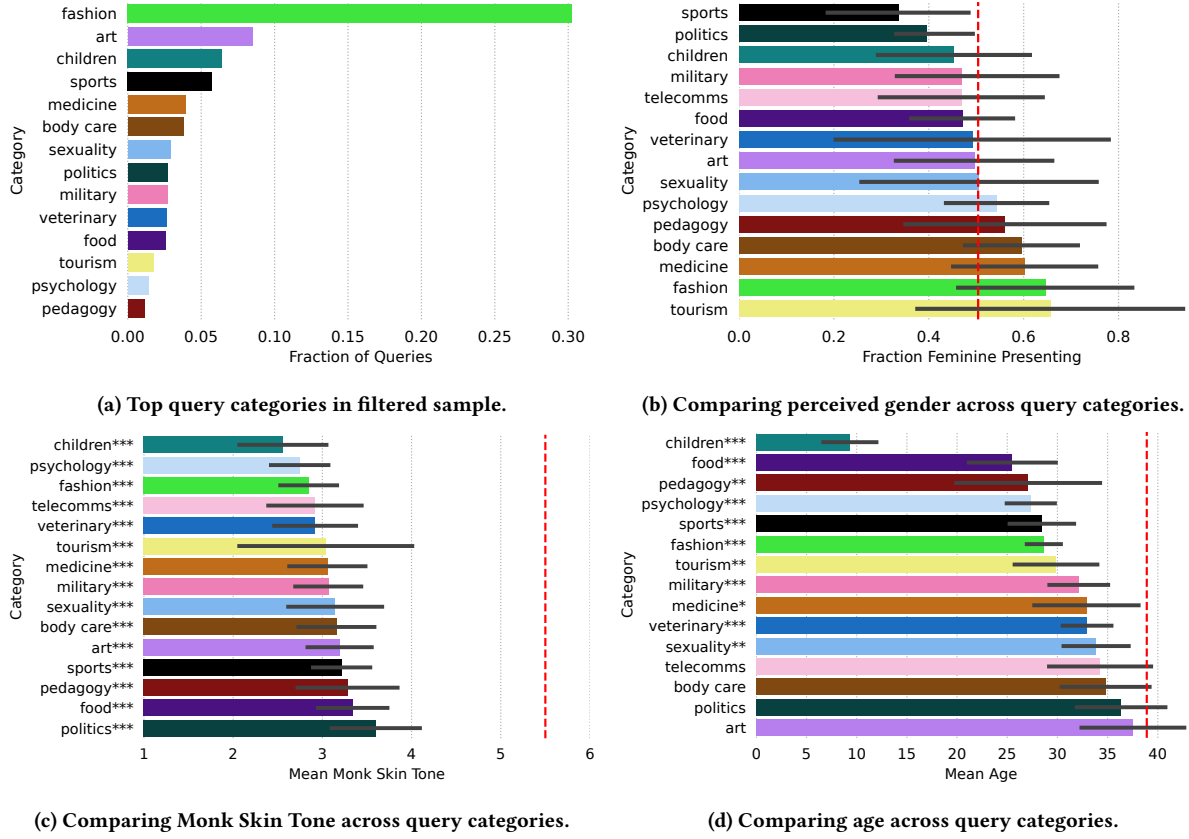 fashion
art
children
sports
medicine
body care
sexuality
politics
military
veterinary
food
tourism
psychology
pedagogy
Category
0.00 0.05 0.10 0.15 0.20 0.25 0.30
Fraction of Queries
(a) Top query categories in filtered sample.
sports
politics
children
military
telecomms
food
veterinary
art
sexuality
psychology
pedagogy
body care
medicine
fashion
tourism
Category
0.0 0.2 0.4 0.6 0.8
Fraction Feminine Presenting
(b) Comparing perceived gender across query categories.
children***
psychology***
fashion***
telecomms***
veterinary***
tourism***
medicine***
military***
sexuality***
body care***
art***
sports***
pedagogy***
food***
politics***
Category
1 2 3 4 5 6
Mean Monk Skin Tone
(c) Comparing Monk Skin Tone across query categories.
children***
food***
pedagogy**
psychology***
sports***
fashion***
tourism**
military***
medicine*
veterinary***
sexuality**
telecomms
body care
politics
art
Category
0 5 10 15 20 25 30 35 40
Mean Age
(d) Comparing age across query categories.